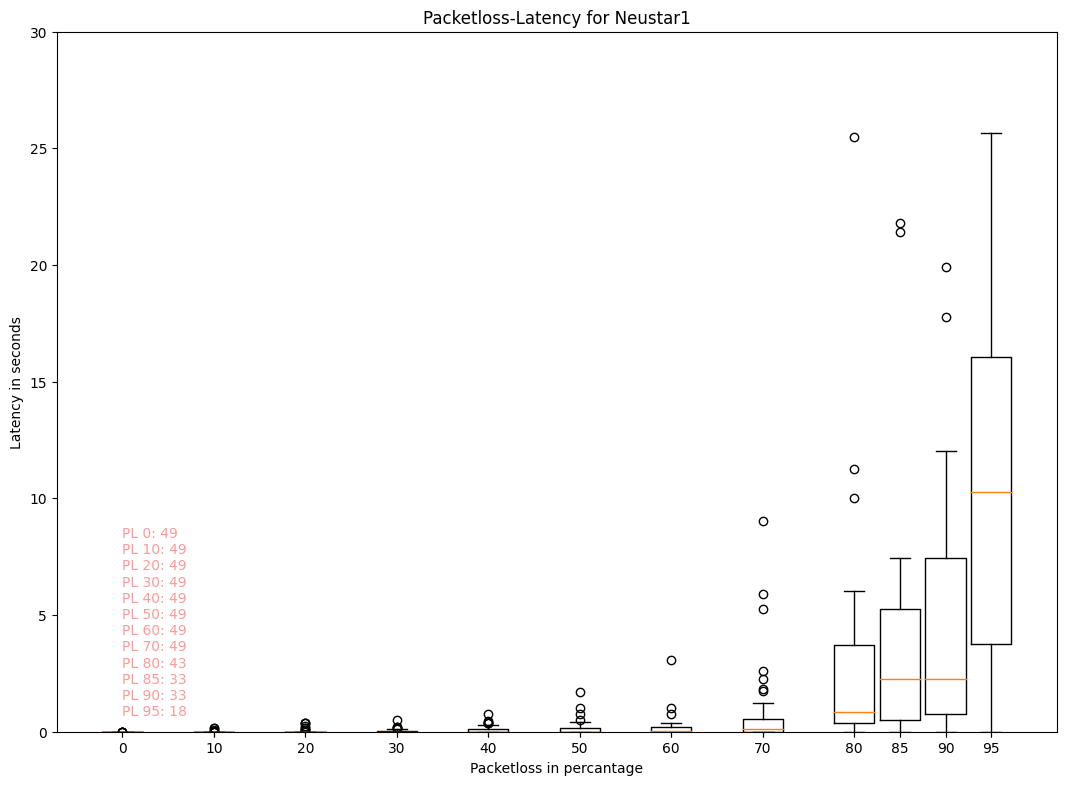 Packetloss-Latency for Neustar1
30
25
20
15
10
5
0
Latency in seconds
PL 0: 49
PL 10: 49
PL 20: 49
PL 30: 49
PL 40: 49
PL 50: 49
PL 60: 49
PL 70: 49
PL 80: 43
PL 85: 33
PL 90: 33
PL 95: 18
0 10 20 30 40 50 60 70 80 85 90 95
Packetloss in percantage